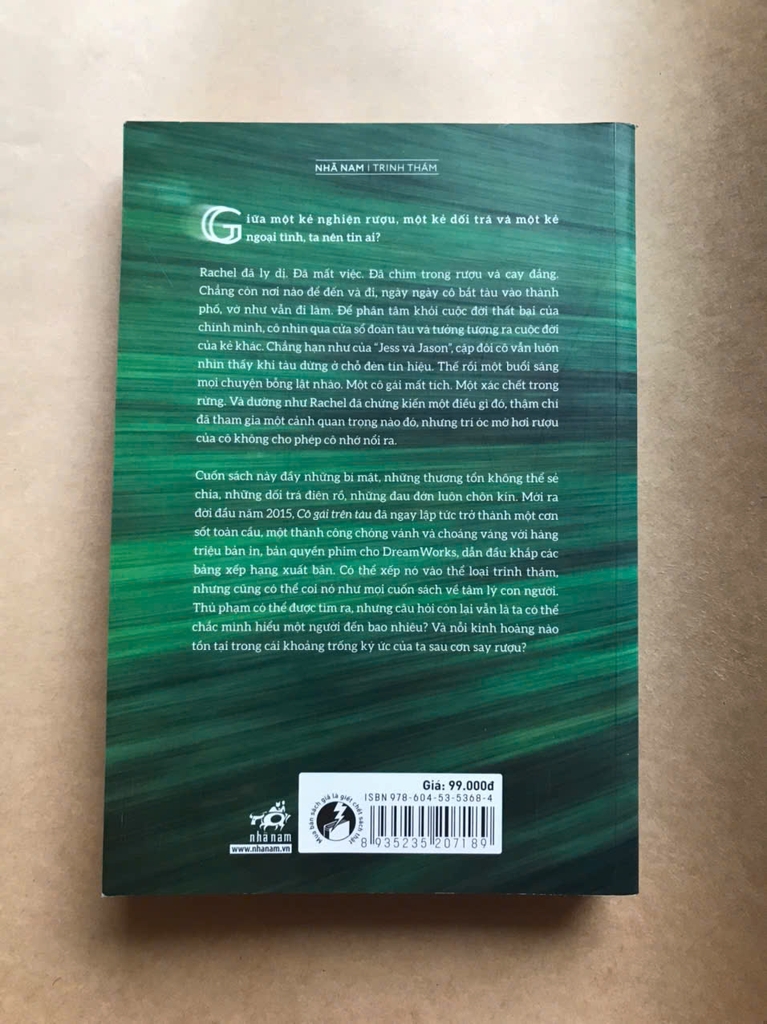 NHÃ NAM | TRINH THÁM
Giữa một kẻ nghiện rượu, một kẻ dối trá và một kẻ
ngoại tình, ta nên tin ai?
Rachel đã ly dị. Đã mất việc. Đã chìm trong rượu và cay đắng.
Chẳng còn nơi nào để đến và đi, ngày ngày cô bắt tàu vào thành
phố, vờ như vẫn đi làm. Để phân tâm khỏi cuộc đời thất bại của
chính mình, cô nhìn qua cửa sổ đoàn tàu và tưởng tượng ra cuộc đời
của kẻ khác. Chẳng hạn như của "Jess và Jason", cặp đôi cô vẫn luôn
nhìn thấy khi tàu dừng ở chỗ đèn tín hiệu. Thế rồi một buổi sáng
mọi chuyện bỗng lật nhào. Một cô gái mất tích. Một xác chết trong
rừng. Và dường như Rachel đã chứng kiến một điều gì đó, thậm chí
đã tham gia một cảnh quan trọng nào đó, nhưng trí óc mờ hơi rượu
của cô không cho phép cô nhớ nổi ra.
Cuốn sách này đầy những bí mật, những thương tổn không thể sẻ
chia, những dối trá điên rồ, những đau đớn luôn chôn kín. Mới ra
đời đầu năm 2015, Cô gái trên tàu đã ngay lập tức trở thành một cơn
sốt toàn cầu, một thành công chóng vánh và choáng váng với hàng
triệu bản in, bản quyền phim cho DreamWorks, dẫn đầu khắp các
bảng xếp hạng xuất bản. Có thể xếp nó vào thể loại trinh thám,
nhưng cũng có thể coi nó như mọi cuốn sách về tâm lý con người.
Thủ phạm có thể được tìm ra, nhưng câu hỏi còn lại vẫn là ta có thể
chắc mình hiểu một người đến bao nhiêu? Và nỗi kinh hoàng nào
tồn tại trong cái khoảng trống ký ức của ta sau cơn say rượu?
nhã nam
www.nhanam.vn
Mua bán sách giả là giết chết sách thật
Giá: 99.000đ
ISBN 978-604-53-5368-4
8 935235 207189